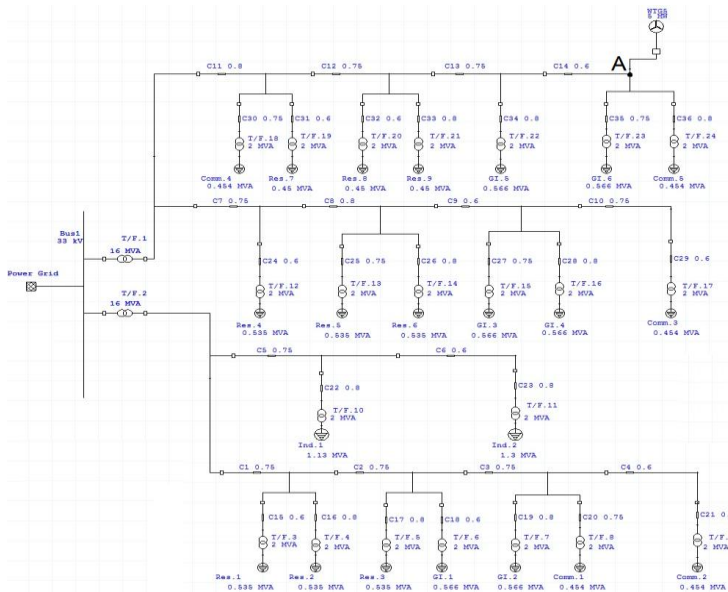 WTG5
5 MW
A
C11 0.8
C12 0.75
C13 0.75
C14 0.6
C30 0.75
C31 0.6
C32 0.6
C33 0.8
C34 0.8
C35 0.75
C36 0.8
T/F.18
2 MVA
T/F.19
2 MVA
T/F.20
2 MVA
T/F.21
2 MVA
T/F.22
2 MVA
T/F.23
2 MVA
T/F.24
2 MVA
Comm.4
0.454 MVA
Res.7
0.45 MVA
Res.8
0.45 MVA
Res.9
0.45 MVA
GI.5
0.566 MVA
GI.6
0.566 MVA
Comm.5
0.454 MVA
C7 0.75
C8 0.8
C9 0.6
C10 0.75
Bus1
33 kV
T/F.1
16 MVA
Power Grid
T/F.2
16 MVA
C24 0.6
C25 0.75
C26 0.8
C27 0.75
C28 0.8
C29 0.6
T/F.12
2 MVA
T/F.13
2 MVA
T/F.14
2 MVA
T/F.15
2 MVA
T/F.16
2 MVA
T/F.17
2 MVA
Res.4
0.535 MVA
Res.5
0.535 MVA
Res.6
0.535 MVA
GI.3
0.566 MVA
GI.4
0.566 MVA
Comm.3
0.454 MVA
C5 0.75
C6 0.6
C22 0.8
C23 0.8
T/F.10
2 MVA
T/F.11
2 MVA
Ind.1
1.13 MVA
Ind.2
1.3 MVA
C1 0.75
C2 0.75
C3 0.75
C4 0.6
C15 0.6
C16 0.8
C17 0.8
C18 0.6
C19 0.8
C20 0.75
C21 0
T/F.3
2 MVA
T/F.4
2 MVA
T/F.5
2 MVA
T/F.6
2 MVA
T/F.7
2 MVA
T/F.8
2 MVA
T/F.
2 MVA
Res.1
0.535 MVA
Res.2
0.535 MVA
Res.3
0.535 MVA
GI.1
0.566 MVA
GI.2
0.566 MVA
Comm.1
0.454 MVA
Comm.2
0.454 MVA